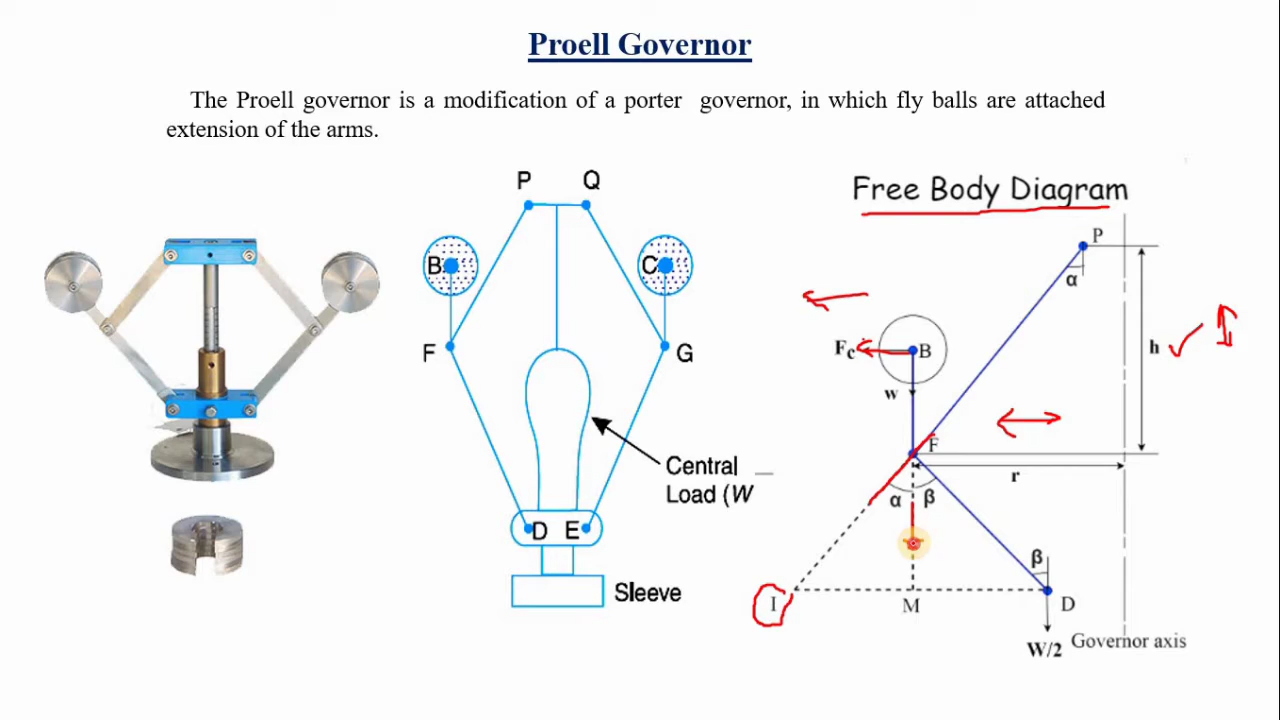 Proell Governor
The Proell governor is a modification of a porter governor, in which fly balls are attached
extension of the arms.
P Q
B C
F G
Central
Load (W
D E
Sleeve
Free Body Diagram
P
α
Fc B
w
h
F
r
α β
β
I M D
W/2 Governor axis